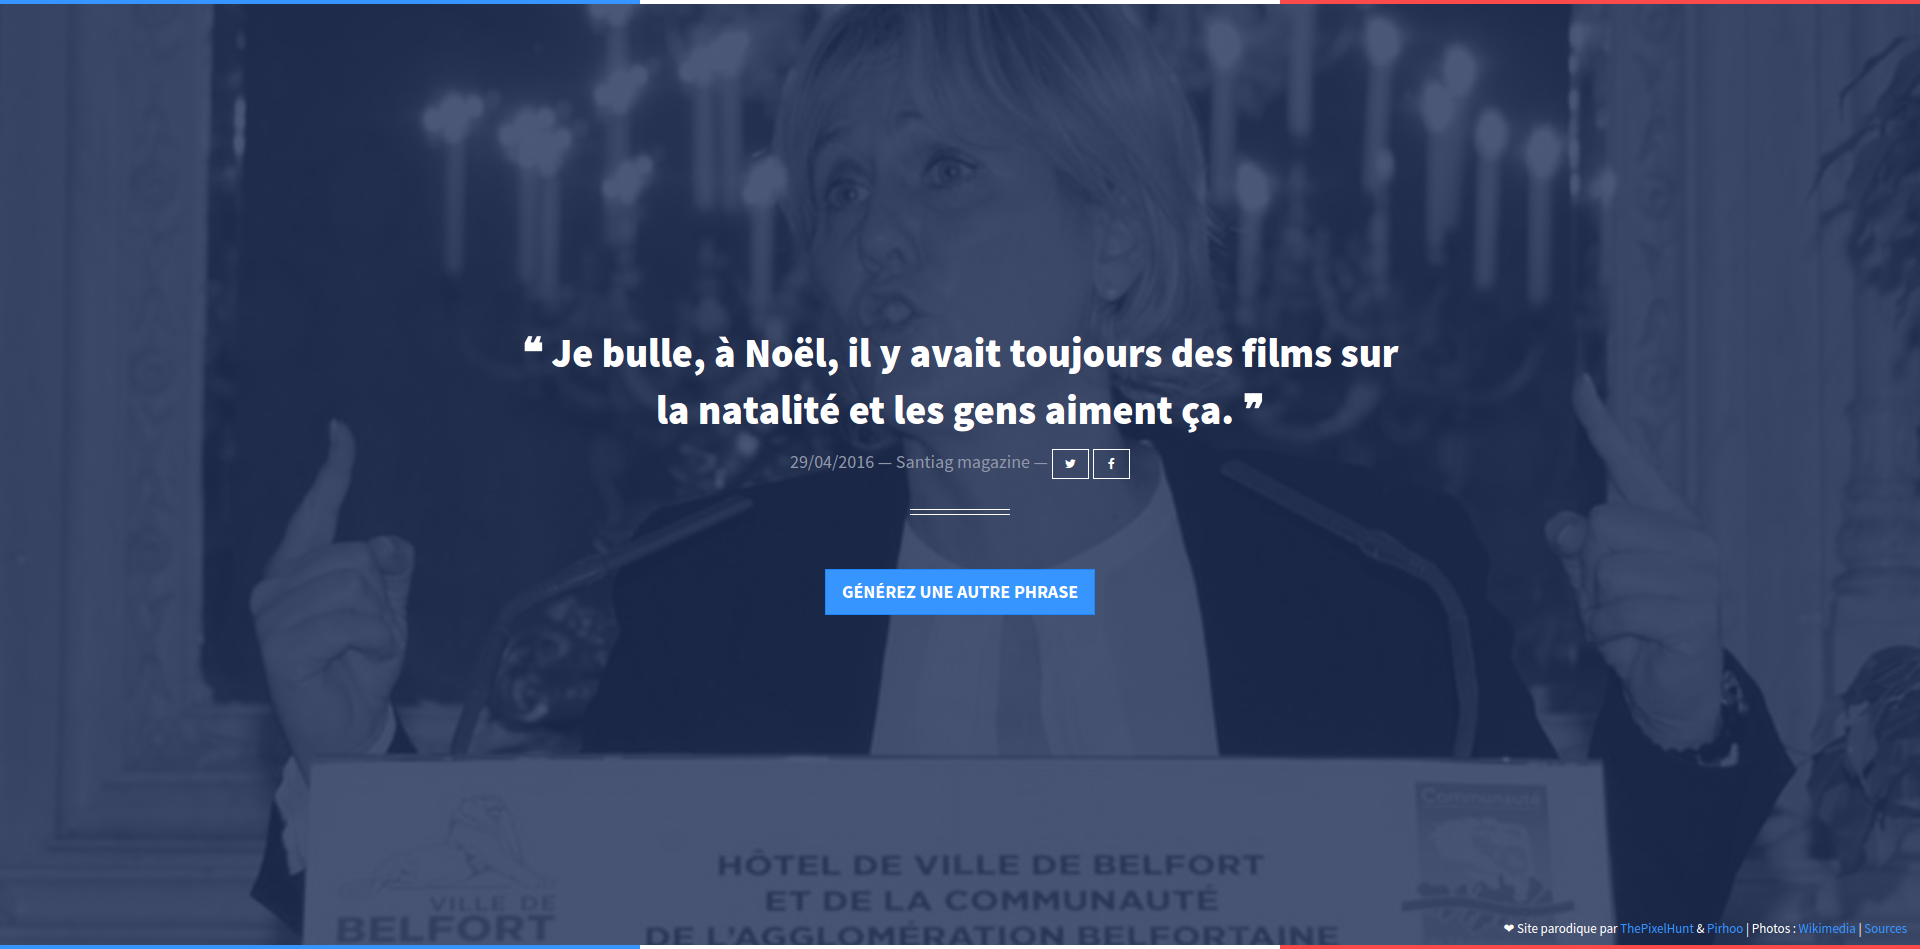 ❝ Je bulle, à Noël, il y avait toujours des films sur
la natalité et les gens aiment ça. ❞
29/04/2016 — Santiag magazine —
GÉNÉREZ UNE AUTRE PHRASE
Communauté
HÔTEL DE VILLE DE BELFORT
ET DE LA COMMUNAUTÉ
DE L'AGGLOMÉRATION BELFORTAINE
VILLE DE
BELFORT
❤ Site parodique par ThePixelHunt & Pirhoo | Photos : Wikimedia | Sources